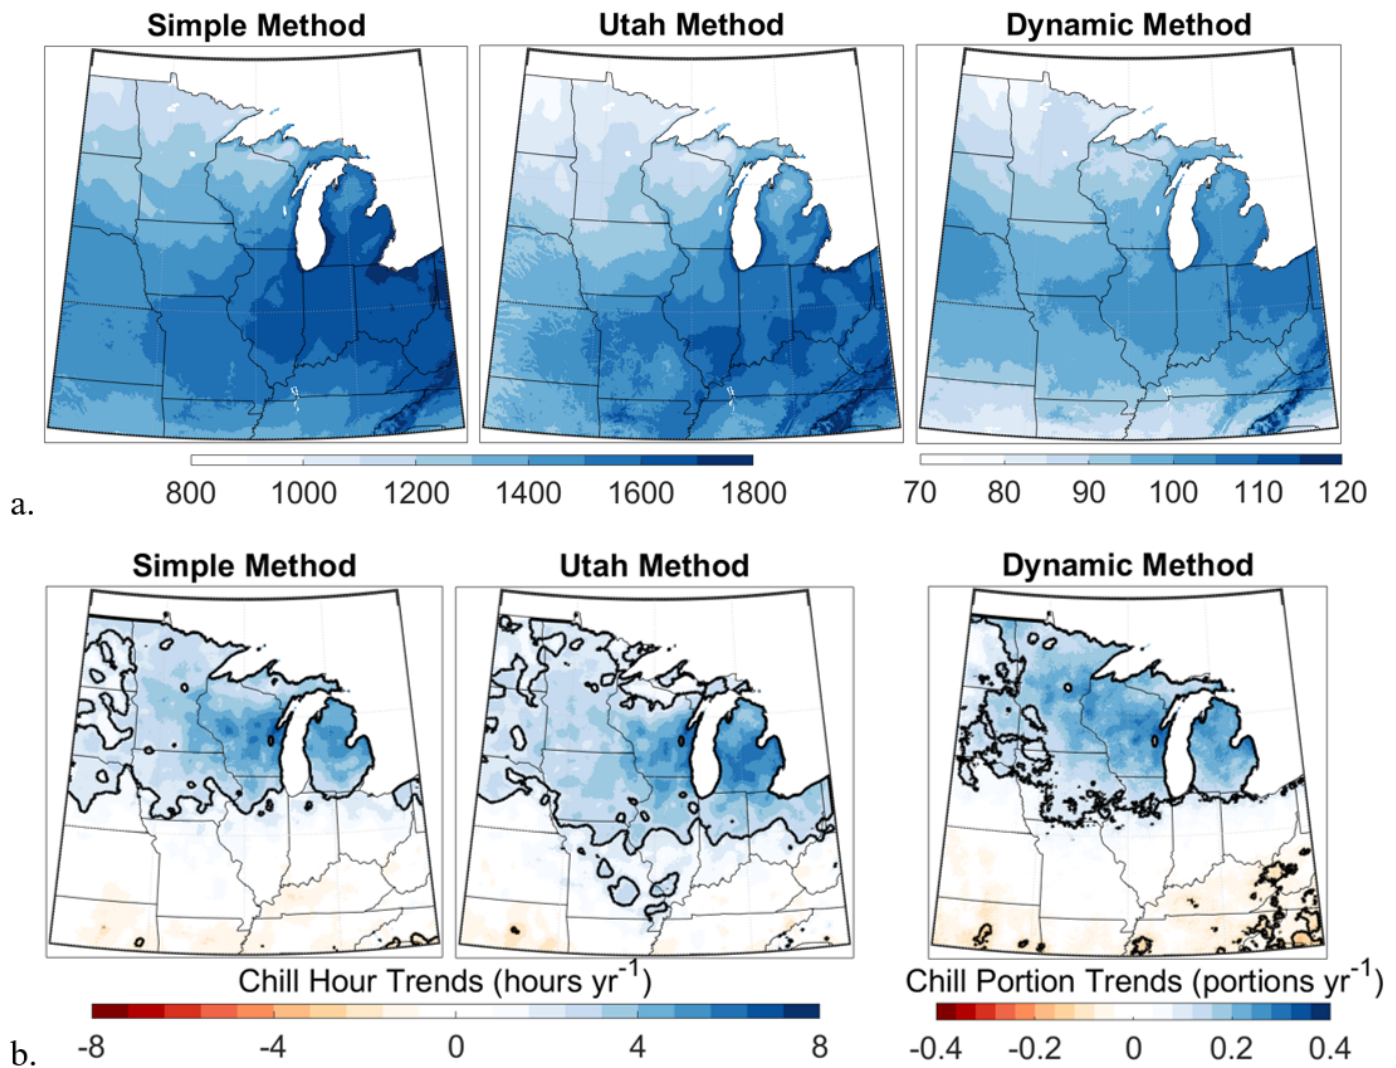 Simple Method Utah Method Dynamic Method
a.
800 1000 1200 1400 1600 1800 70 80 90 100 110 120
Simple Method Utah Method Dynamic Method
Chill Hour Trends (hours yr-1) Chill Portion Trends (portions yr-1)
b.
-8 -4 0 4 8 -0.4 -0.2 0 0.2 0.4